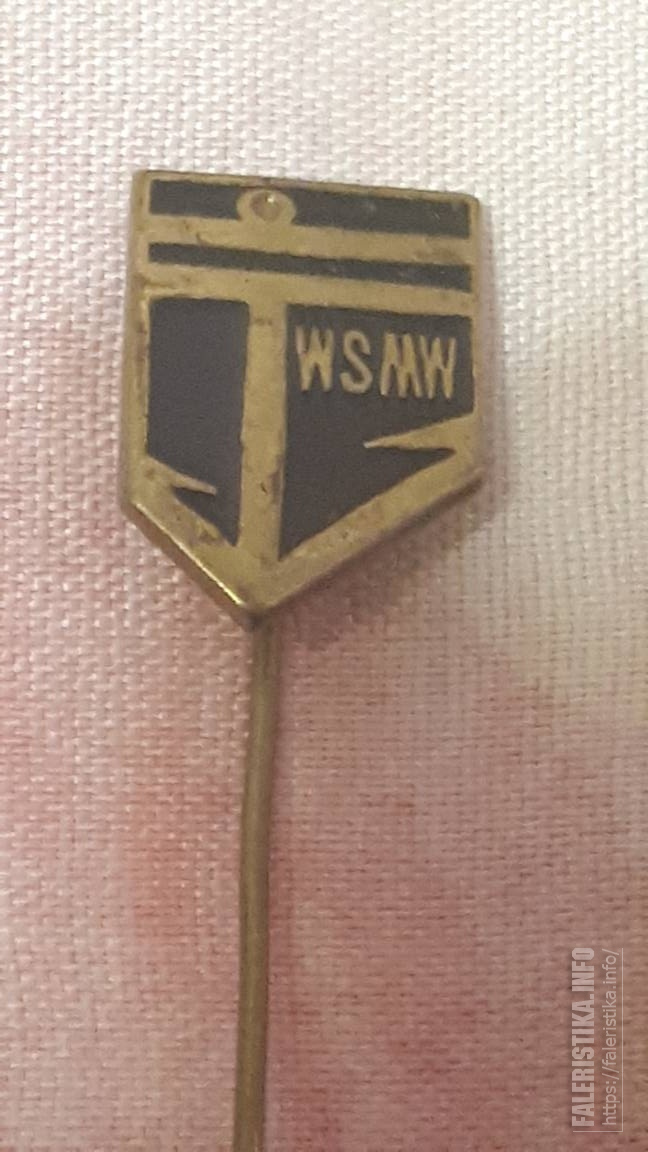 WSMW
FALERISTIKA.INFO
https://faleristika.info/